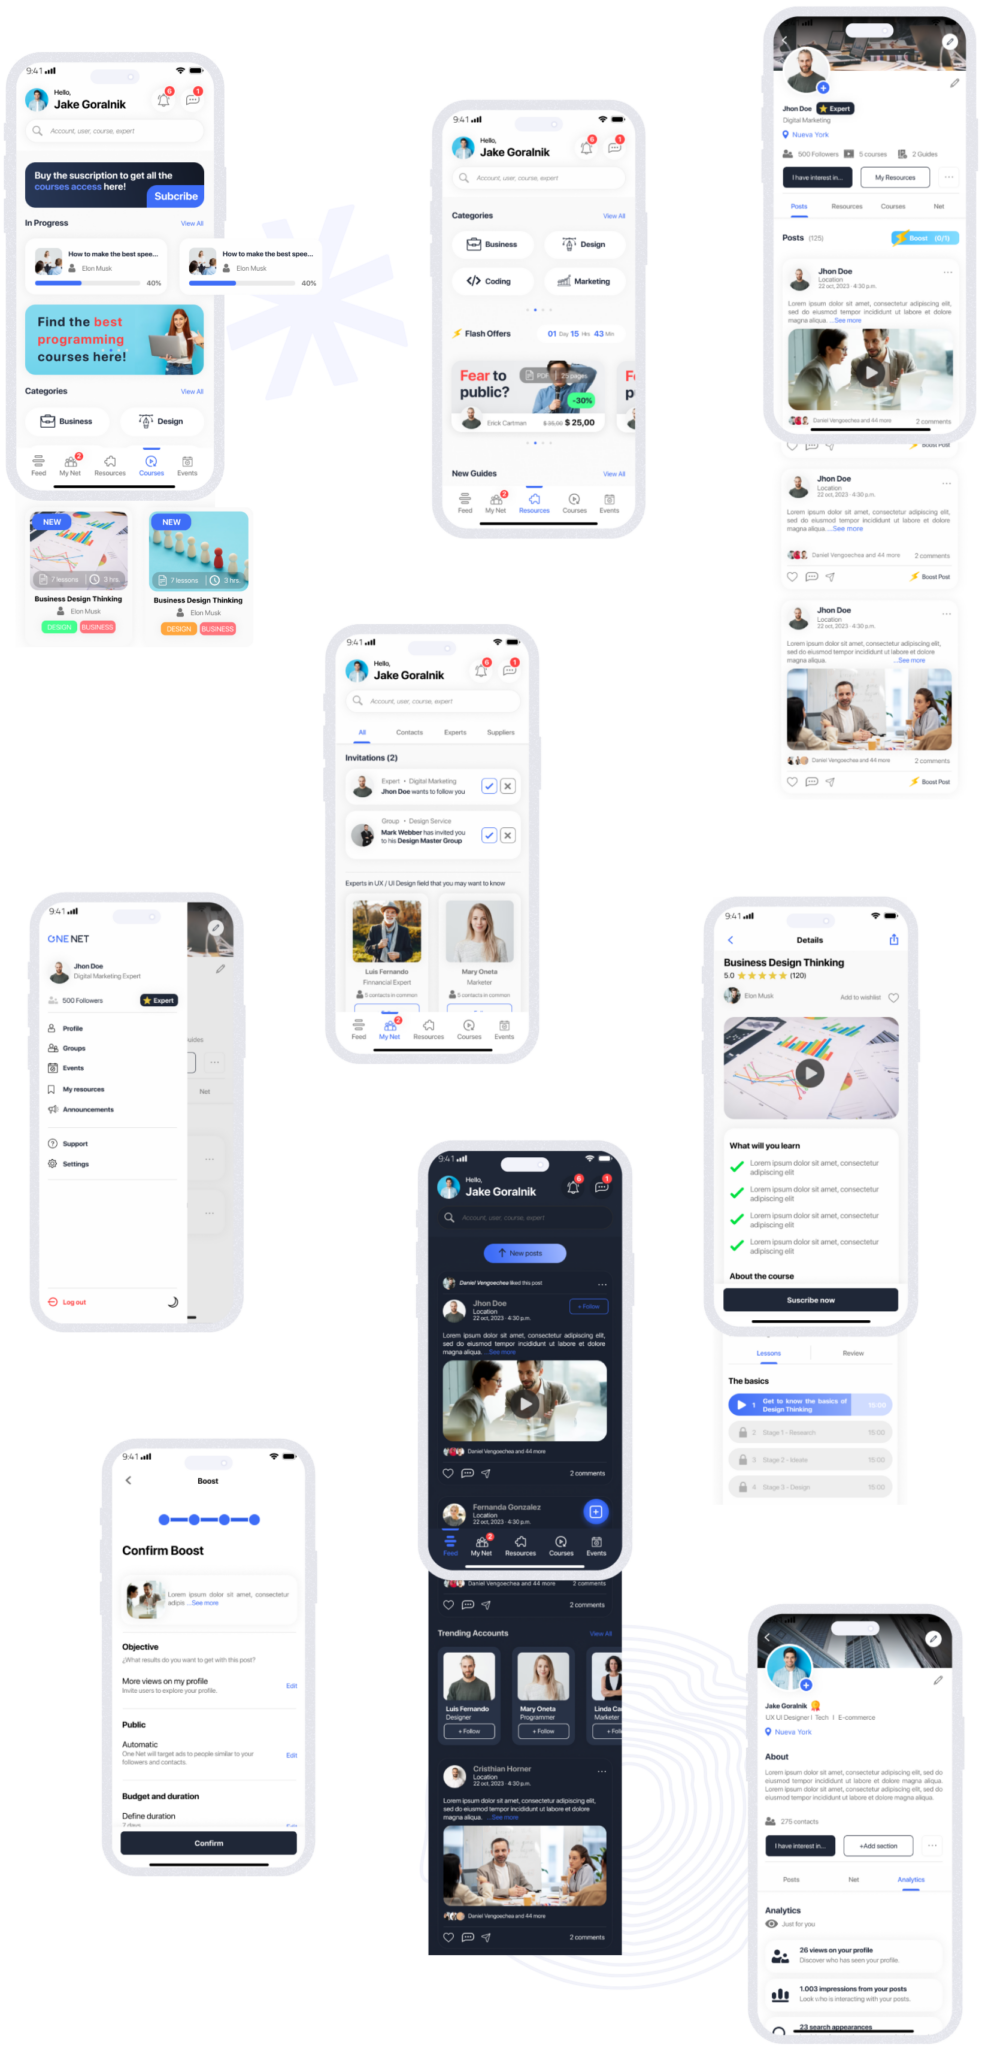 9:41
Hello,
Jake Goralnik
6
1
Account, user, course, expert
Buy the suscription to get all the
courses access here!
Subcribe
In Progress
View All
How to make the best spee...
Elon Musk
40%
How to make the best spee...
Elon Musk
40%
Find the best
programming
courses here!
Categories
View All
Business
Design
2
Feed
My Net
Resources
Courses
Events
NEW
7 lessons
3 hrs.
Business Design Thinking
Elon Musk
DESIGN
BUSINESS
NEW
7 lessons
3 hrs.
Business Design Thinking
Elon Musk
DESIGN
BUSINESS
9:41
Hello,
Jake Goralnik
6
1
Account, user, course, expert
Categories
View All
Business
Design
Coding
Marketing
Flash Offers
01 Day 15 Hrs 43 Min
Fear to
public?
PDF
25 pages
-30%
Erick Cartman
$ 35,00 $ 25,00
F
p
New Guides
View All
2
Feed
My Net
Resources
Courses
Events
Jhon Doe
Expert
Digital Marketing
Nueva York
500 Followers
5 courses
2 Guides
I have interest in...
My Resources
...
Posts
Resources
Courses
Net
Posts (125)
Boost (0/1)
Jhon Doe
Location
22 oct, 2023 · 4:30 p.m.
Lorem ipsum dolor sit amet, consectetur adipiscing elit,
sed do eiusmod tempor incididunt ut labore et dolore
magna aliqua. ...See more
Daniel Vengoechea and 44 more
2 comments
Boost Post
Jhon Doe
Location
22 oct, 2023 · 4:30 p.m.
Lorem ipsum dolor sit amet, consectetur adipiscing elit,
sed do eiusmod tempor incididunt ut labore et dolore
magna aliqua. ...See more
Daniel Vengoechea and 44 more
2 comments
Boost Post
Jhon Doe
Location
22 oct, 2023 · 4:30 p.m.
Lorem ipsum dolor sit amet, consectetur adipiscing elit,
sed do eiusmod tempor incididunt ut labore et dolore
magna aliqua. ...See more
Daniel Vengoechea and 44 more
2 comments
Boost Post
9:41
Hello,
Jake Goralnik
6
1
Account, user, course, expert
All
Contacts
Experts
Suppliers
Invitations (2)
Expert • Digital Marketing
Jhon Doe wants to follow you
Group • Design Service
Mark Webber has invited you
to his Design Master Group
Experts in UX / UI Design field that you may want to know
Luis Fernando
Finnancial Expert
5 contacts in common
Mary Oneta
Marketer
5 contacts in common
2
Feed
My Net
Resources
Courses
Events
9:41
ONE NET
Jhon Doe
Digital Marketing Expert
500 Followers
Expert
Profile
Groups
Events
My resources
Announcements
Support
Settings
Log out
uides
...
Net
...
...
9:41
Details
Business Design Thinking
5.0
(120)
Elon Musk
Add to wishlist
What will you learn
Lorem ipsum dolor sit amet, consectetur
adipiscing elit
Lorem ipsum dolor sit amet, consectetur
adipiscing elit
Lorem ipsum dolor sit amet, consectetur
adipiscing elit
Lorem ipsum dolor sit amet, consectetur
adipiscing elit
About the course
Suscribe now
Lessons
Review
The basics
1
Get to know the basics of
Design Thinking
15:00
2 Stage 1 - Research
15:00
3 Stage 2 - Ideate
15:00
4 Stage 3 - Design
15:00
9:41
Hello,
Jake Goralnik
6
1
Account, user, course, expert
New posts
Daniel Vengoechea liked this post
...
Jhon Doe
Location
22 oct, 2023 · 4:30 p.m.
+ Follow
Lorem ipsum dolor sit amet, consectetur adipiscing elit,
sed do eiusmod tempor incididunt ut labore et dolore
magna aliqua. ...See more
Daniel Vengoechea and 44 more
2 comments
Fernanda Gonzalez
Location
22 oct, 2023 · 4:30 p.m.
2
Feed
My Net
Resources
Courses
Events
Daniel Vengoechea and 44 more
2 comments
2 comments
Trending Accounts
View All
Luis Fernando
Designer
+ Follow
Mary Oneta
Programmer
+ Follow
Linda Ca
Marketer
+ Foll
Cristhian Horner
Location
22 oct, 2023 · 4:30 p.m.
...
Lorem ipsum dolor sit amet, consectetur adipiscing elit,
sed do eiusmod tempor incididunt ut labore et dolore
magna aliqua. ...See more
Daniel Vengoechea and 44 more
2 comments
9:41
Boost
Confirm Boost
Lorem ipsum dolor sit amet, consectetur
adipis ...See more
Objective
¿What results do you want to get with this post?
More views on my profile
Invite users to explore your profile.
Edit
Public
Automatic
One Net will target ads to people similar to your
followers and contacts.
Edit
Budget and duration
Define duration
7 days
Edit
Confirm
Jake Goralnik
UX UI Designer I Tech I E-commerce
Nueva York
About
Lorem ipsum dolor sit amet, consectetur adipiscing elit, sed do
eiusmod tempor incididunt ut labore et dolore magna aliqua.
Lorem ipsum dolor sit amet, consectetur adipiscing elit, sed do
eiusmod tempor incididunt ut labore et dolore magna aliqua.
275 contacts
I have Interest in...
+Add section
...
Posts
Net
Analytics
Analytics
Just for you
26 views on your profile
Discover who has seen your profile.
1.003 impressions from your posts
Look who is interacting with your posts.
23 search appearances